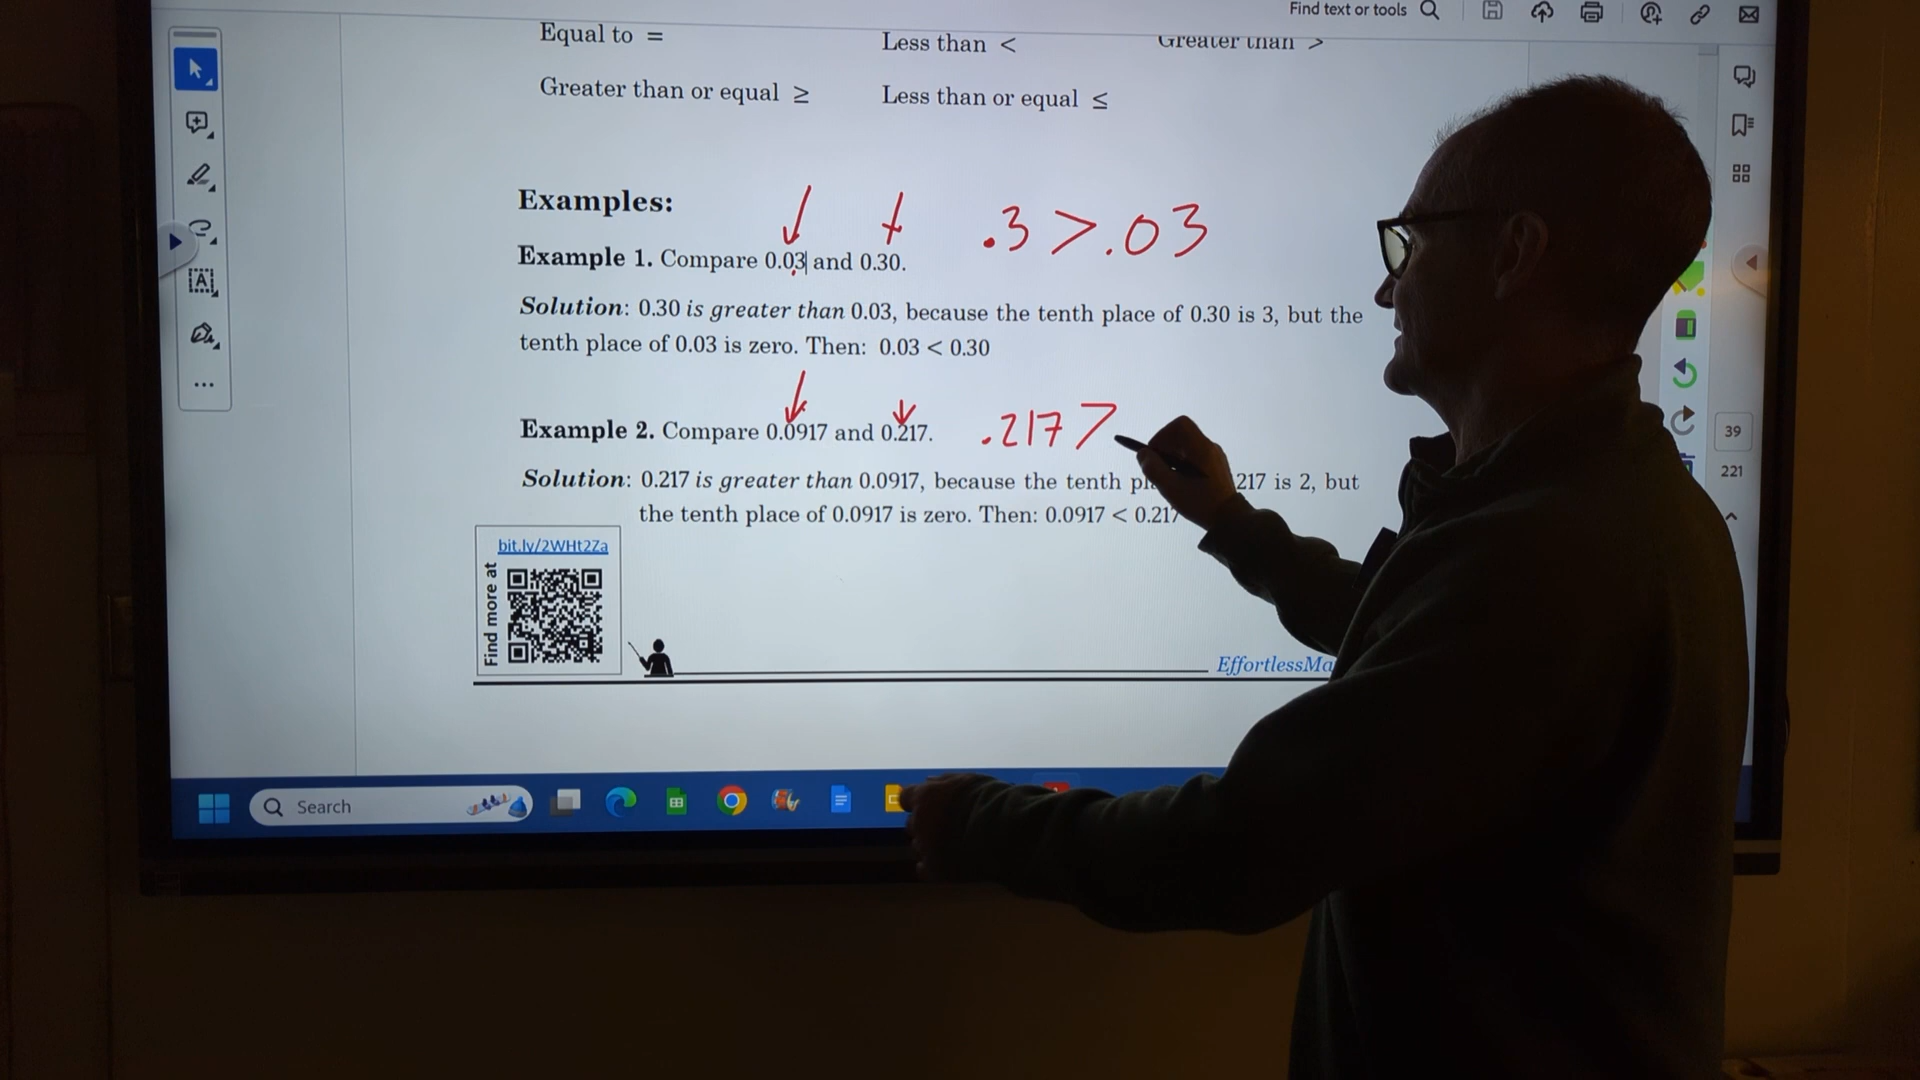 Find text or tools
Equal to =
Less than <
Greater than >
Greater than or equal ≥
Less than or equal ≤
Examples:
.3 > .03
Example 1. Compare 0.03 and 0.30.
Solution: 0.30 is greater than 0.03, because the tenth place of 0.30 is 3, but the
tenth place of 0.03 is zero. Then: 0.03 < 0.30
Example 2. Compare 0.0917 and 0.217.
.217 >
Solution: 0.217 is greater than 0.0917, because the tenth pl 217 is 2, but
the tenth place of 0.0917 is zero. Then: 0.0917 < 0.217
bit.ly/2WHt2Za
Find more at
EffortlessMa
39
221
Search